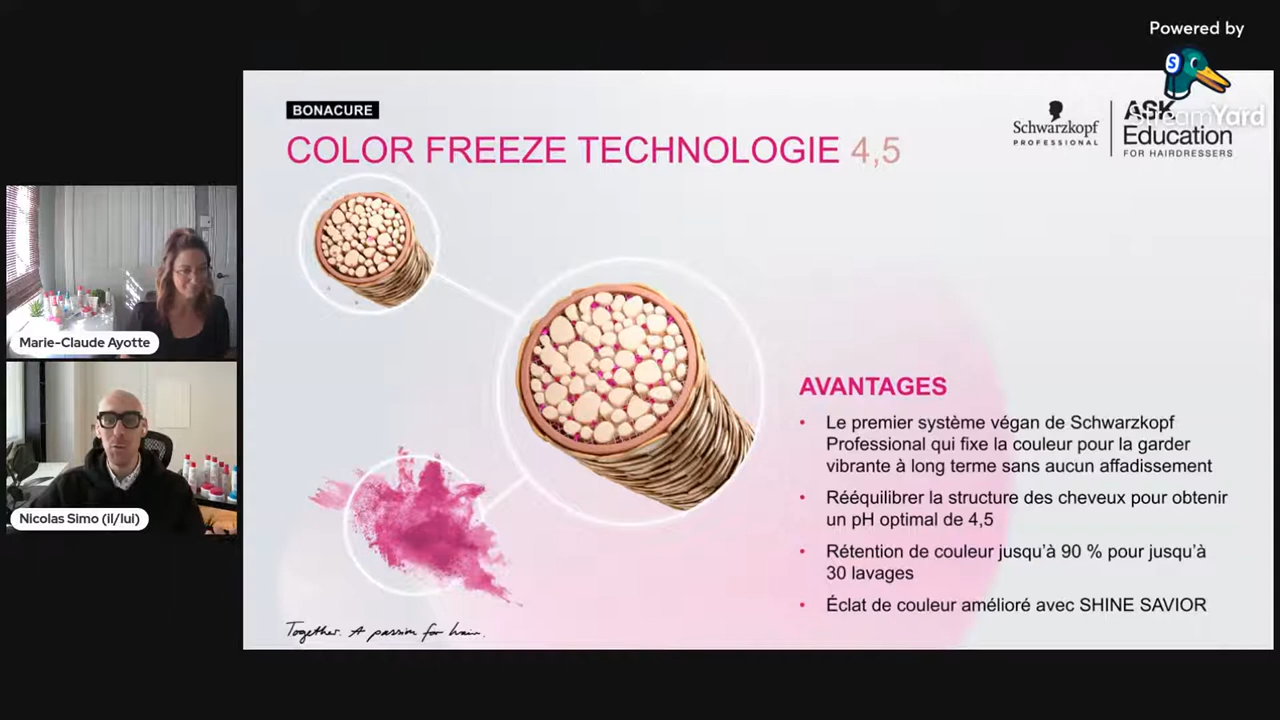 Powered by
StreamYard
BONACURE
COLOR FREEZE TECHNOLOGIE 4,5
Schwarzkopf
PROFESSIONAL
ASK
Education
FOR HAIRDRESSERS
Marie-Claude Ayotte
Nicolas Simo (il/lui)
AVANTAGES
• Le premier système végan de Schwarzkopf
Professional qui fixe la couleur pour la garder
vibrante à long terme sans aucun affadissement
• Rééquilibrer la structure des cheveux pour obtenir
un pH optimal de 4,5
• Rétention de couleur jusqu'à 90 % pour jusqu'à
30 lavages
• Éclat de couleur amélioré avec SHINE SAVIOR
Together. A passion for hair.